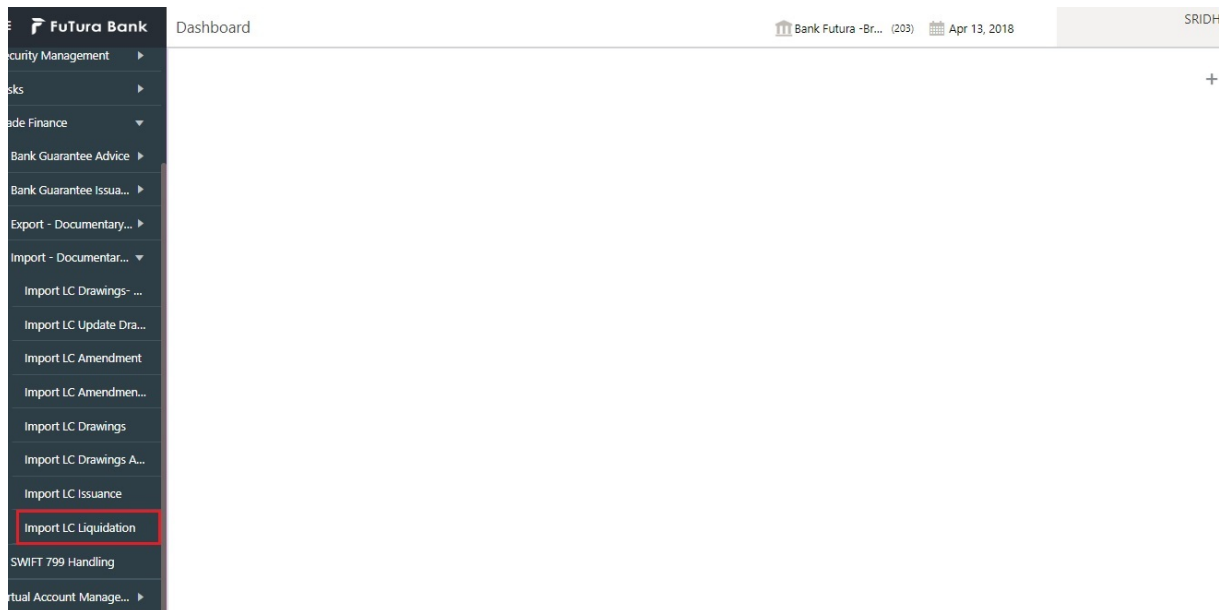 FuTura Bank
Dashboard
Bank Futura -Br... (203)
Apr 13, 2018
SRIDH
curity Management
sks
ade Finance
Bank Guarantee Advice
Bank Guarantee Issua...
Export - Documentary...
Import - Documentar...
Import LC Drawings- ...
Import LC Update Dra...
Import LC Amendment
Import LC Amendmen...
Import LC Drawings
Import LC Drawings A...
Import LC Issuance
Import LC Liquidation
SWIFT 799 Handling
rtual Account Manage...